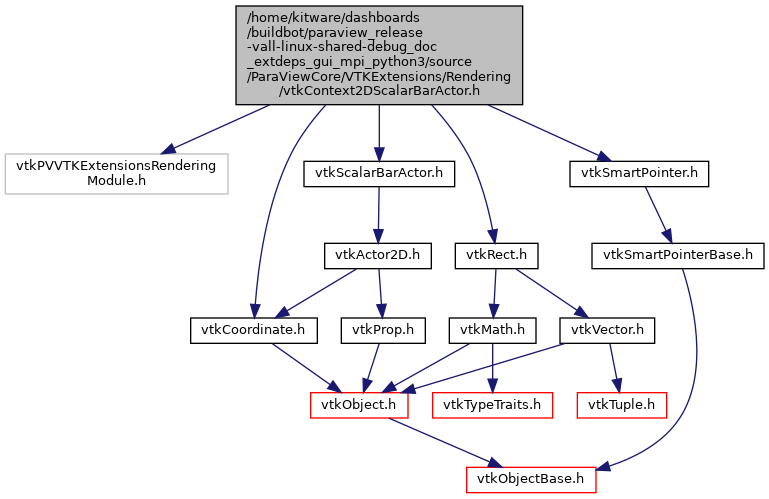 /home/kitware/dashboards
/buildbot/paraview_release
-vall-linux-shared-debug_doc
_extdeps_gui_mpi_python3/source
/ParaViewCore/VTKExtensions/Rendering
/vtkContext2DScalarBarActor.h
vtkPVVTKExtensionsRendering
Module.h
vtkScalarBarActor.h
vtkSmartPointer.h
vtkActor2D.h
vtkRect.h
vtkSmartPointerBase.h
vtkCoordinate.h
vtkProp.h
vtkMath.h
vtkVector.h
vtkObject.h
vtkTypeTraits.h
vtkTuple.h
vtkObjectBase.h